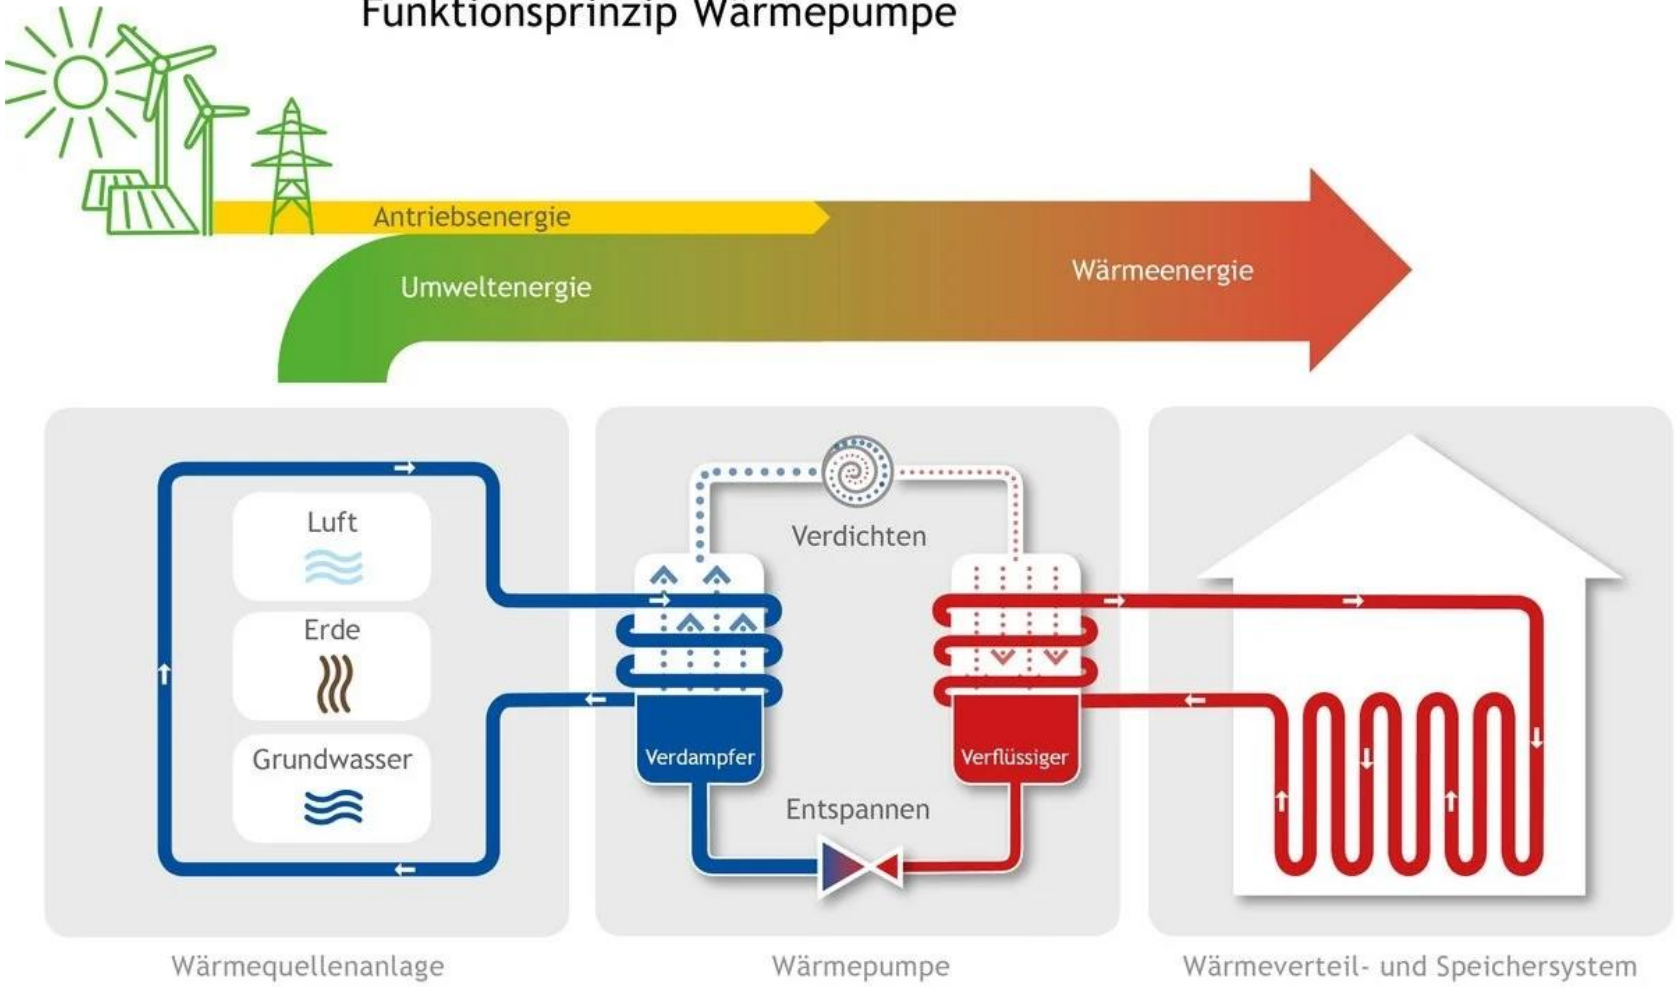 Funktionsprinzip Wärmepumpe
Antriebsenergie
Umweltenergie
Wärmeenergie
Luft
Erde
Grundwasser
Verdichten
Verdampfer
Verflüssiger
Entspannen
Wärmequellenanlage
Wärmepumpe
Wärmeverteil- und Speichersystem